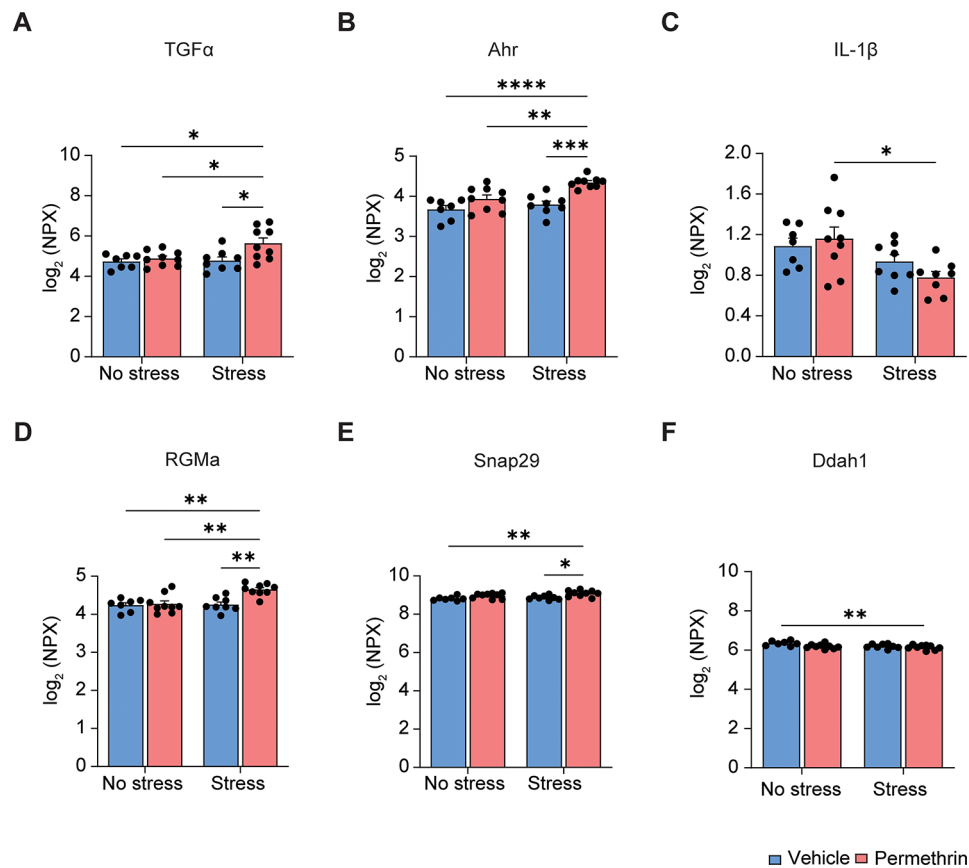 A
TGFα
*
*
*
log2 (NPX)
10
8
6
4
2
0
No stress
Stress
B
Ahr
****
**
***
log2 (NPX)
5
4
3
2
1
0
No stress
Stress
C
IL-1β
*
log2 (NPX)
2.0
1.6
1.2
0.8
0.4
0.0
No stress
Stress
D
RGMa
**
**
**
log2 (NPX)
5
4
3
2
1
0
No stress
Stress
E
Snap29
**
*
log2 (NPX)
10
8
6
4
2
0
No stress
Stress
F
Ddah1
**
log2 (NPX)
10
8
6
4
2
0
No stress
Stress
Vehicle
Permethrin